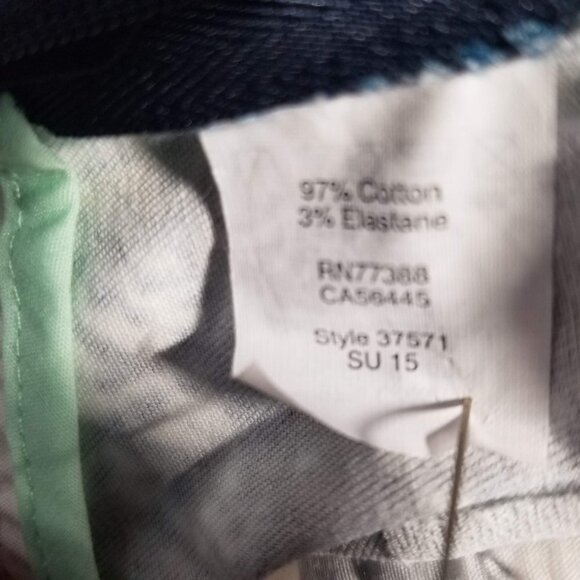 97% Cotton
3% Elastane
RN77388
CA56445
Style 37571
SU 15